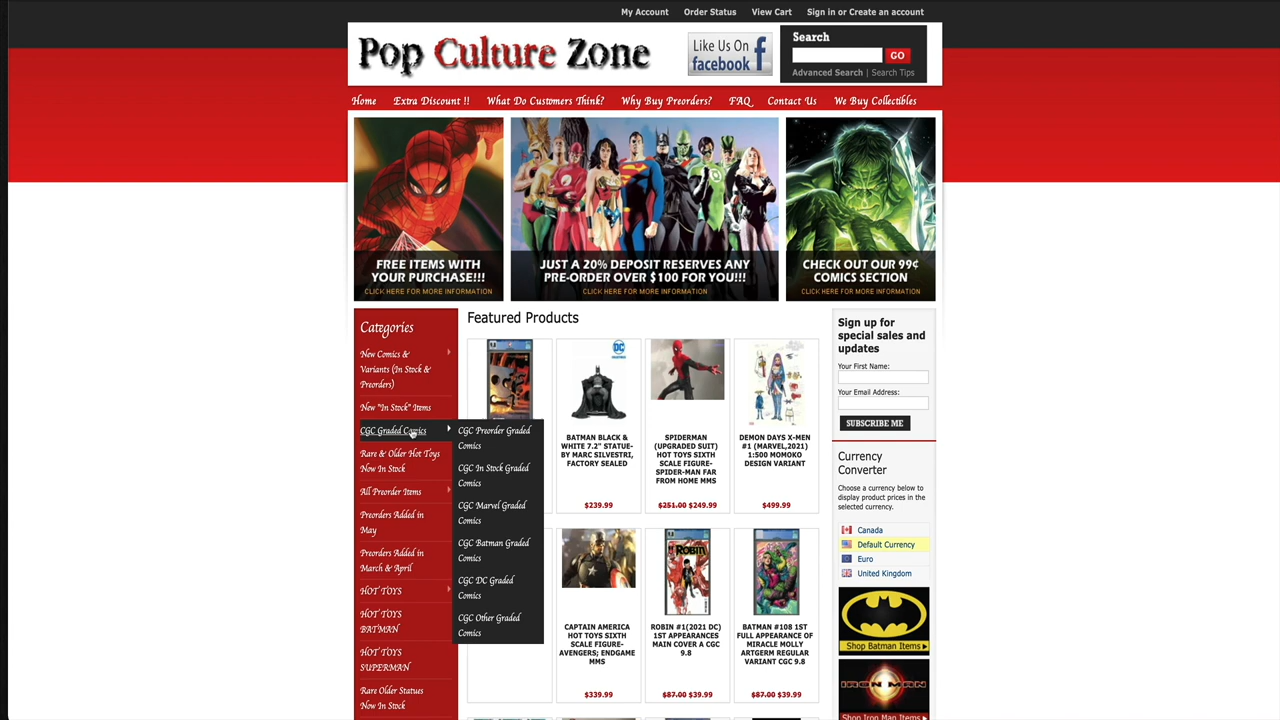 My Account Order Status View Cart Sign in or Create an account
Pop Culture Zone
Like Us On
facebook
Search
GO
Advanced Search | Search Tips
Home Extra Discount !! What Do Customers Think? Why Buy Preorders? FAQ Contact Us We Buy Collectibles
FREE ITEMS WITH
YOUR PURCHASE!!!
CLICK HERE FOR MORE INFORMATION
JUST A 20% DEPOSIT RESERVES ANY
PRE-ORDER OVER $100 FOR YOU!!!
CLICK HERE FOR MORE INFORMATION
CHECK OUT OUR 99¢
COMICS SECTION
CLICK HERE FOR MORE INFORMATION
Categories
New Comics &
Variants (In Stock &
Preorders)
New "In Stock" Items
CGC Graded Comics
Rare & Older Hot Toys
Now In Stock
All Preorder Items
Preorders Added in
May
Preorders Added in
March & April
HOT TOYS
HOT TOYS
BATMAN
HOT TOYS
SUPERMAN
Rare Older Statues
Now In Stock
CGC Preorder Graded
Comics
CGC In Stock Graded
Comics
CGC Marvel Graded
Comics
CGC Batman Graded
Comics
CGC DC Graded
Comics
CGC Other Graded
Comics
Featured Products
DC
BATMAN BLACK &
WHITE 7.2" STATUE-
BY MARC SILVESTRI,
FACTORY SEALED
$239.99
SPIDERMAN
(UPGRADED SUIT)
HOT TOYS SIXTH
SCALE FIGURE-
SPIDER-MAN FAR
FROM HOME MMS
$251.00 $249.99
DEMON DAYS X-MEN
#1 (MARVEL,2021)
1:500 MOMOKO
DESIGN VARIANT
$499.99
CAPTAIN AMERICA
HOT TOYS SIXTH
SCALE FIGURE-
AVENGERS; ENDGAME
MMS
$339.99
ROBIN
ROBIN #1(2021 DC)
1ST APPEARANCES
MAIN COVER A CGC
9.8
$87.00 $39.99
BATMAN #108 1ST
FULL APPEARANCE OF
MIRACLE MOLLY
ARTGERM REGULAR
VARIANT CGC 9.8
$87.00 $39.99
Sign up for
special sales and
updates
Your First Name:
Your Email Address:
SUBSCRIBE ME
Currency
Converter
Choose a currency below to
display product prices in the
selected currency.
Canada
Default Currency
Euro
United Kingdom
Shop Batman Items
IRON MAN
Shop Iron Man Items